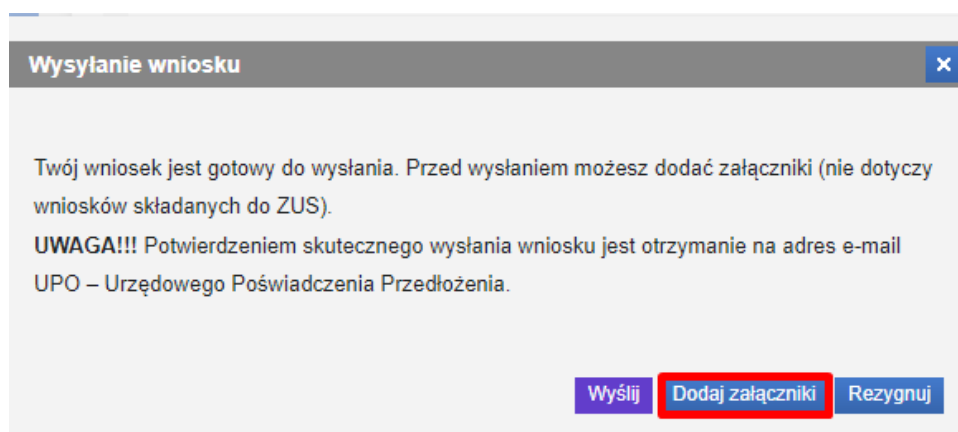 Wysyłanie wniosku
×
Twój wniosek jest gotowy do wysłania. Przed wysłaniem możesz dodać załączniki (nie dotyczy
wniosków składanych do ZUS).
UWAGA!!! Potwierdzeniem skutecznego wysłania wniosku jest otrzymanie na adres e-mail
UPO – Urzędowego Poświadczenia Przedłożenia.
Wyślij Dodaj załączniki Rezygnuj